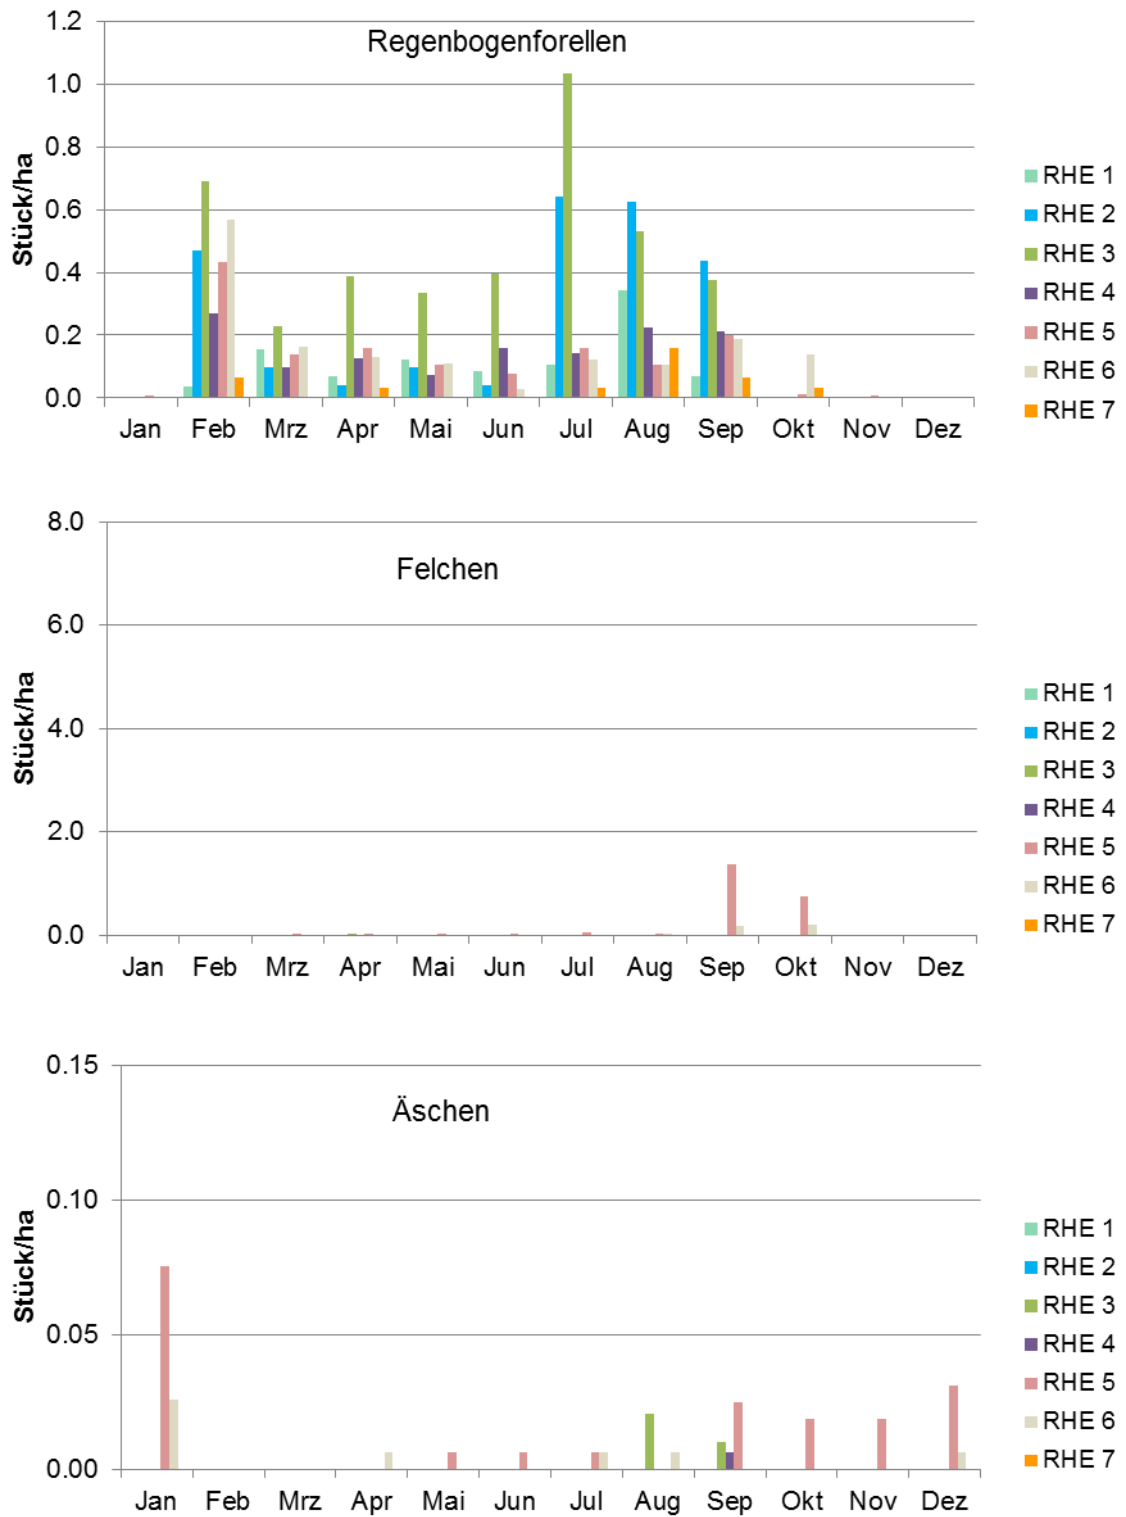 Regenbogenforellen
Stück/ha
1.2
1.0
0.8
0.6
0.4
0.2
0.0
Jan Feb Mrz Apr Mai Jun Jul Aug Sep Okt Nov Dez
RHE 1
RHE 2
RHE 3
RHE 4
RHE 5
RHE 6
RHE 7
Felchen
Stück/ha
8.0
6.0
4.0
2.0
0.0
Jan Feb Mrz Apr Mai Jun Jul Aug Sep Okt Nov Dez
RHE 1
RHE 2
RHE 3
RHE 4
RHE 5
RHE 6
RHE 7
Äschen
Stück/ha
0.15
0.10
0.05
0.00
Jan Feb Mrz Apr Mai Jun Jul Aug Sep Okt Nov Dez
RHE 1
RHE 2
RHE 3
RHE 4
RHE 5
RHE 6
RHE 7